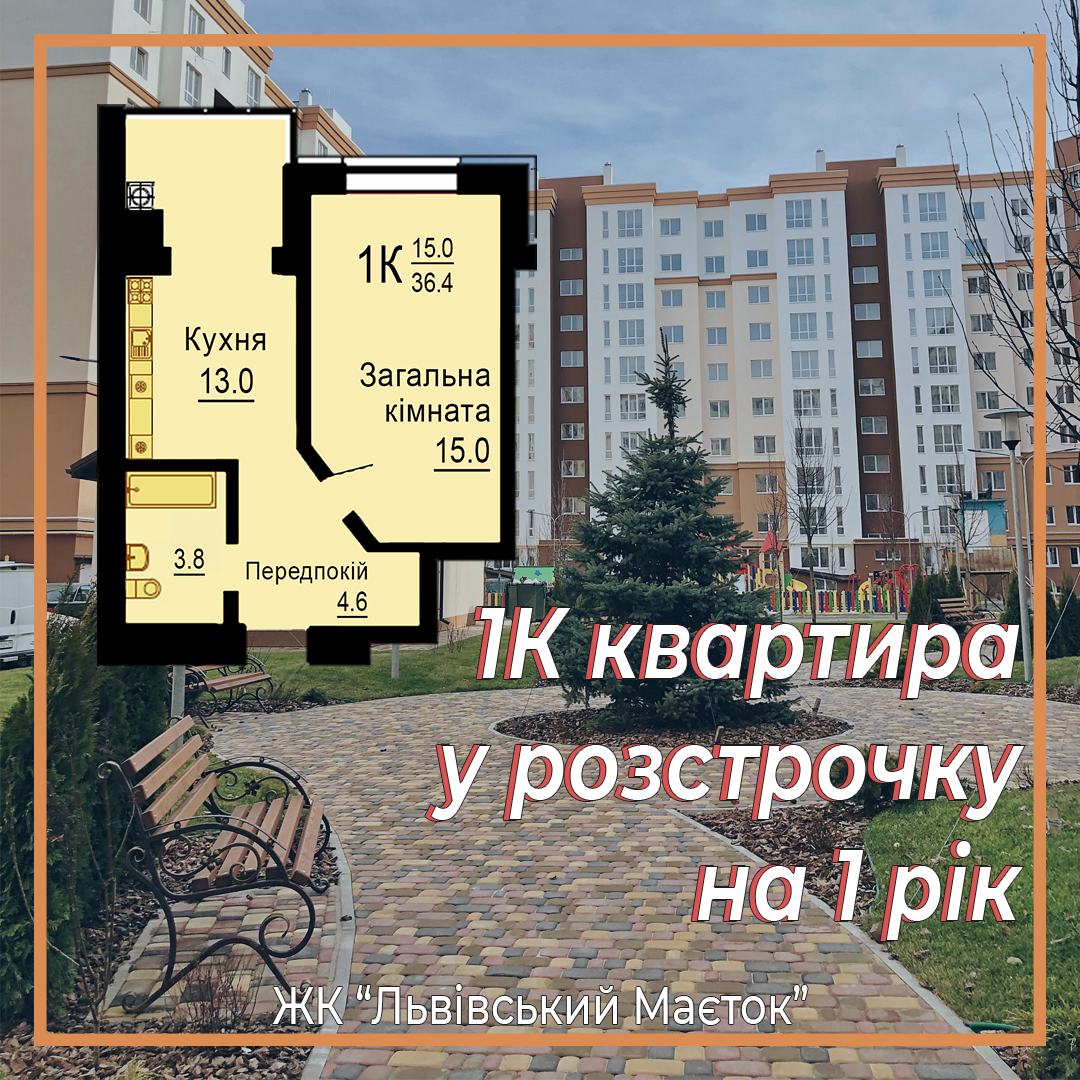 1К 15.0
36.4
Кухня
13.0
Загальна
кімната
15.0
3.8
Передпокій
4.6
1К квартира
у розстрочку
на 1 рік
ЖК “Львівський Маєток”